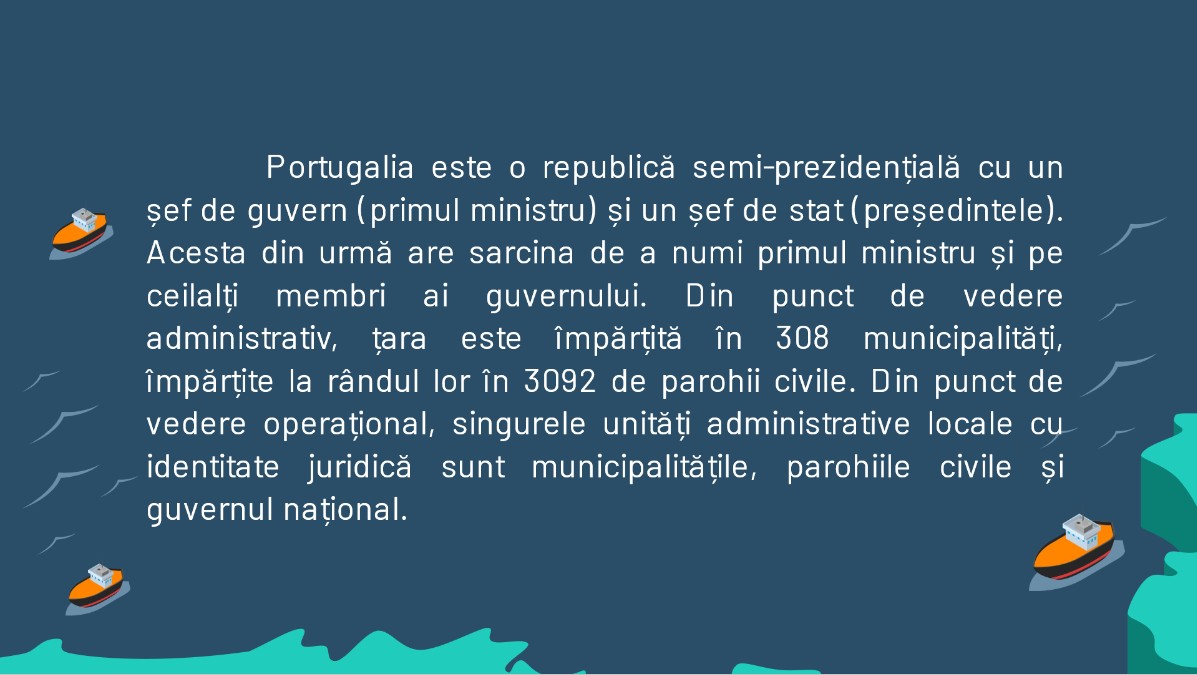 Portugalia este o republică semi-prezidențială cu un
șef de guvern (primul ministru) și un șef de stat (președintele).
Acesta din urmă are sarcina de a numi primul ministru și pe
ceilalți membri ai guvernului. Din punct de vedere
administrativ, țara este împărțită în 308 municipalități,
împărțite la rândul lor în 3092 de parohii civile. Din punct de
vedere operațional, singurele unități administrative locale cu
identitate juridică sunt municipalitățile, parohiile civile și
guvernul național.